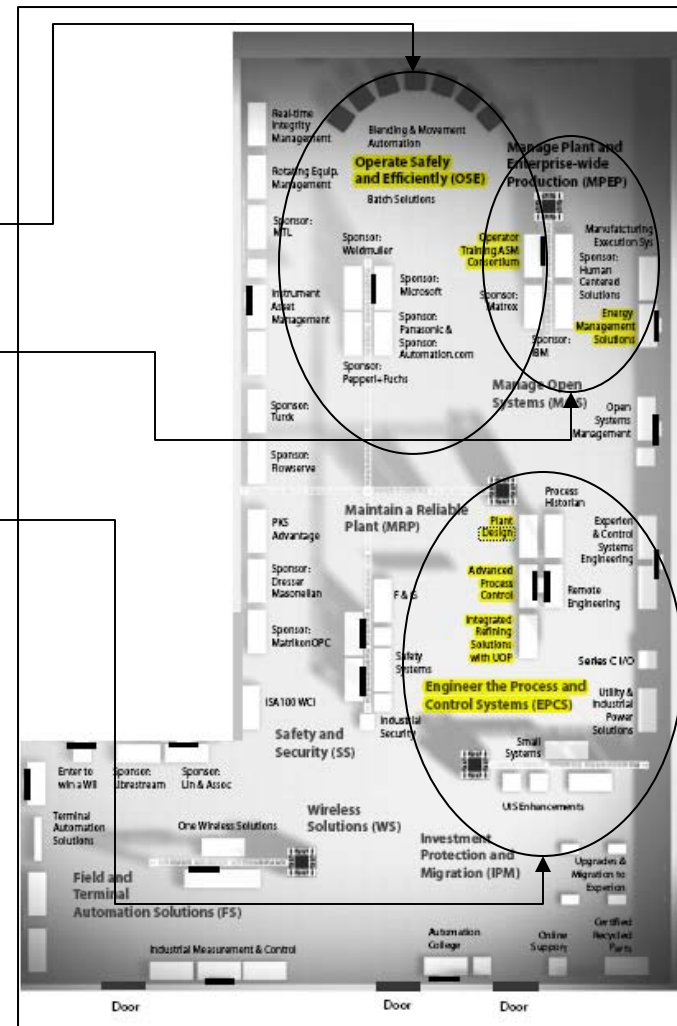 Real-time
Integrity
Management
Blending & Movement
Automation
Manage Plant and
Enterprise-wide
Production (MPEP)
Rotating Equip.
Management
Operate Safely
and Efficiently (OSE)
Batch Solutions
Sponsor:
MTL
Sponsor:
Weidmuller
Operator
Training ASM
Consortium
Manufacturing
Execution Sys
Sponsor:
Human
Centered
Solutions
Sponsor:
Microsoft
Instrument
Asset
Management
Sponsor:
Panasonic &
Sponsor:
Automation.com
Sponsor:
Matrox
Energy
Management
Solutions
Sponsor:
IBM
Sponsor:
Pepperl+Fuchs
Manage Open
Systems (MOS)
Sponsor:
Turck
Open
Systems
Management
Sponsor:
Flowserve
Process
Historian
Maintain a Reliable
Plant (MRP)
PKS
Advantage
Plant
Design
Experion
& Control
Systems
Engineering
Sponsor:
Dresser
Masoneilan
Advanced
Process
Control
F & G
Remote
Engineering
Sponsor:
MatrikonOPC
Integrated
Refining
Solutions
with UOP
Safety
Systems
Series C I/O
Engineer the Process and
Control Systems (EPCS)
ISA100 WCI
Utility &
Industrial
Power
Solutions
Industrial
Security
Safety and
Security (SS)
Small
Systems
Enter to
win a WII
Sponsor:
Librestream
Sponsor:
Lin & Assoc
UIS Enhancements
Wireless
Solutions (WS)
Terminal
Automation
Solutions
One Wireless Solutions
Investment
Protection and
Migration (IPM)
Upgrades &
Migration to
Experion
Field and
Terminal
Automation Solutions (FS)
Automation
College
Online
Support
Certified
Recycled
Parts
Industrial Measurement & Control
Door
Door
Door